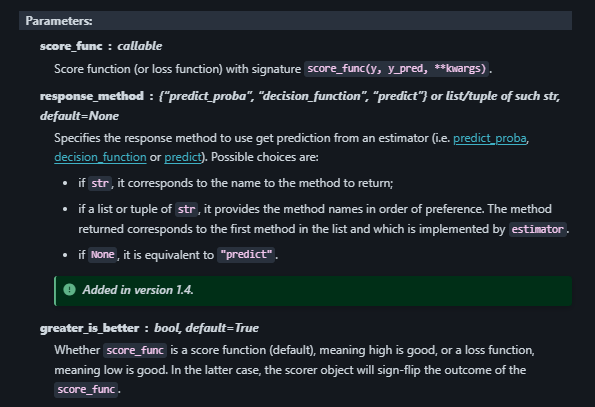 Parameters:
score_func : callable
Score function (or loss function) with signature score_func(y, y_pred, **kwargs).
response_method : {"predict_proba", "decision_function", "predict"} or list/tuple of such str,
default=None
Specifies the response method to use get prediction from an estimator (i.e. predict_proba,
decision_function or predict). Possible choices are:
• if str, it corresponds to the name to the method to return;
• if a list or tuple of str, it provides the method names in order of preference. The method
returned corresponds to the first method in the list and which is implemented by estimator.
• if None, it is equivalent to "predict".
Added in version 1.4.
greater_is_better : bool, default=True
Whether score_func is a score function (default), meaning high is good, or a loss function,
meaning low is good. In the latter case, the scorer object will sign-flip the outcome of the
score_func.